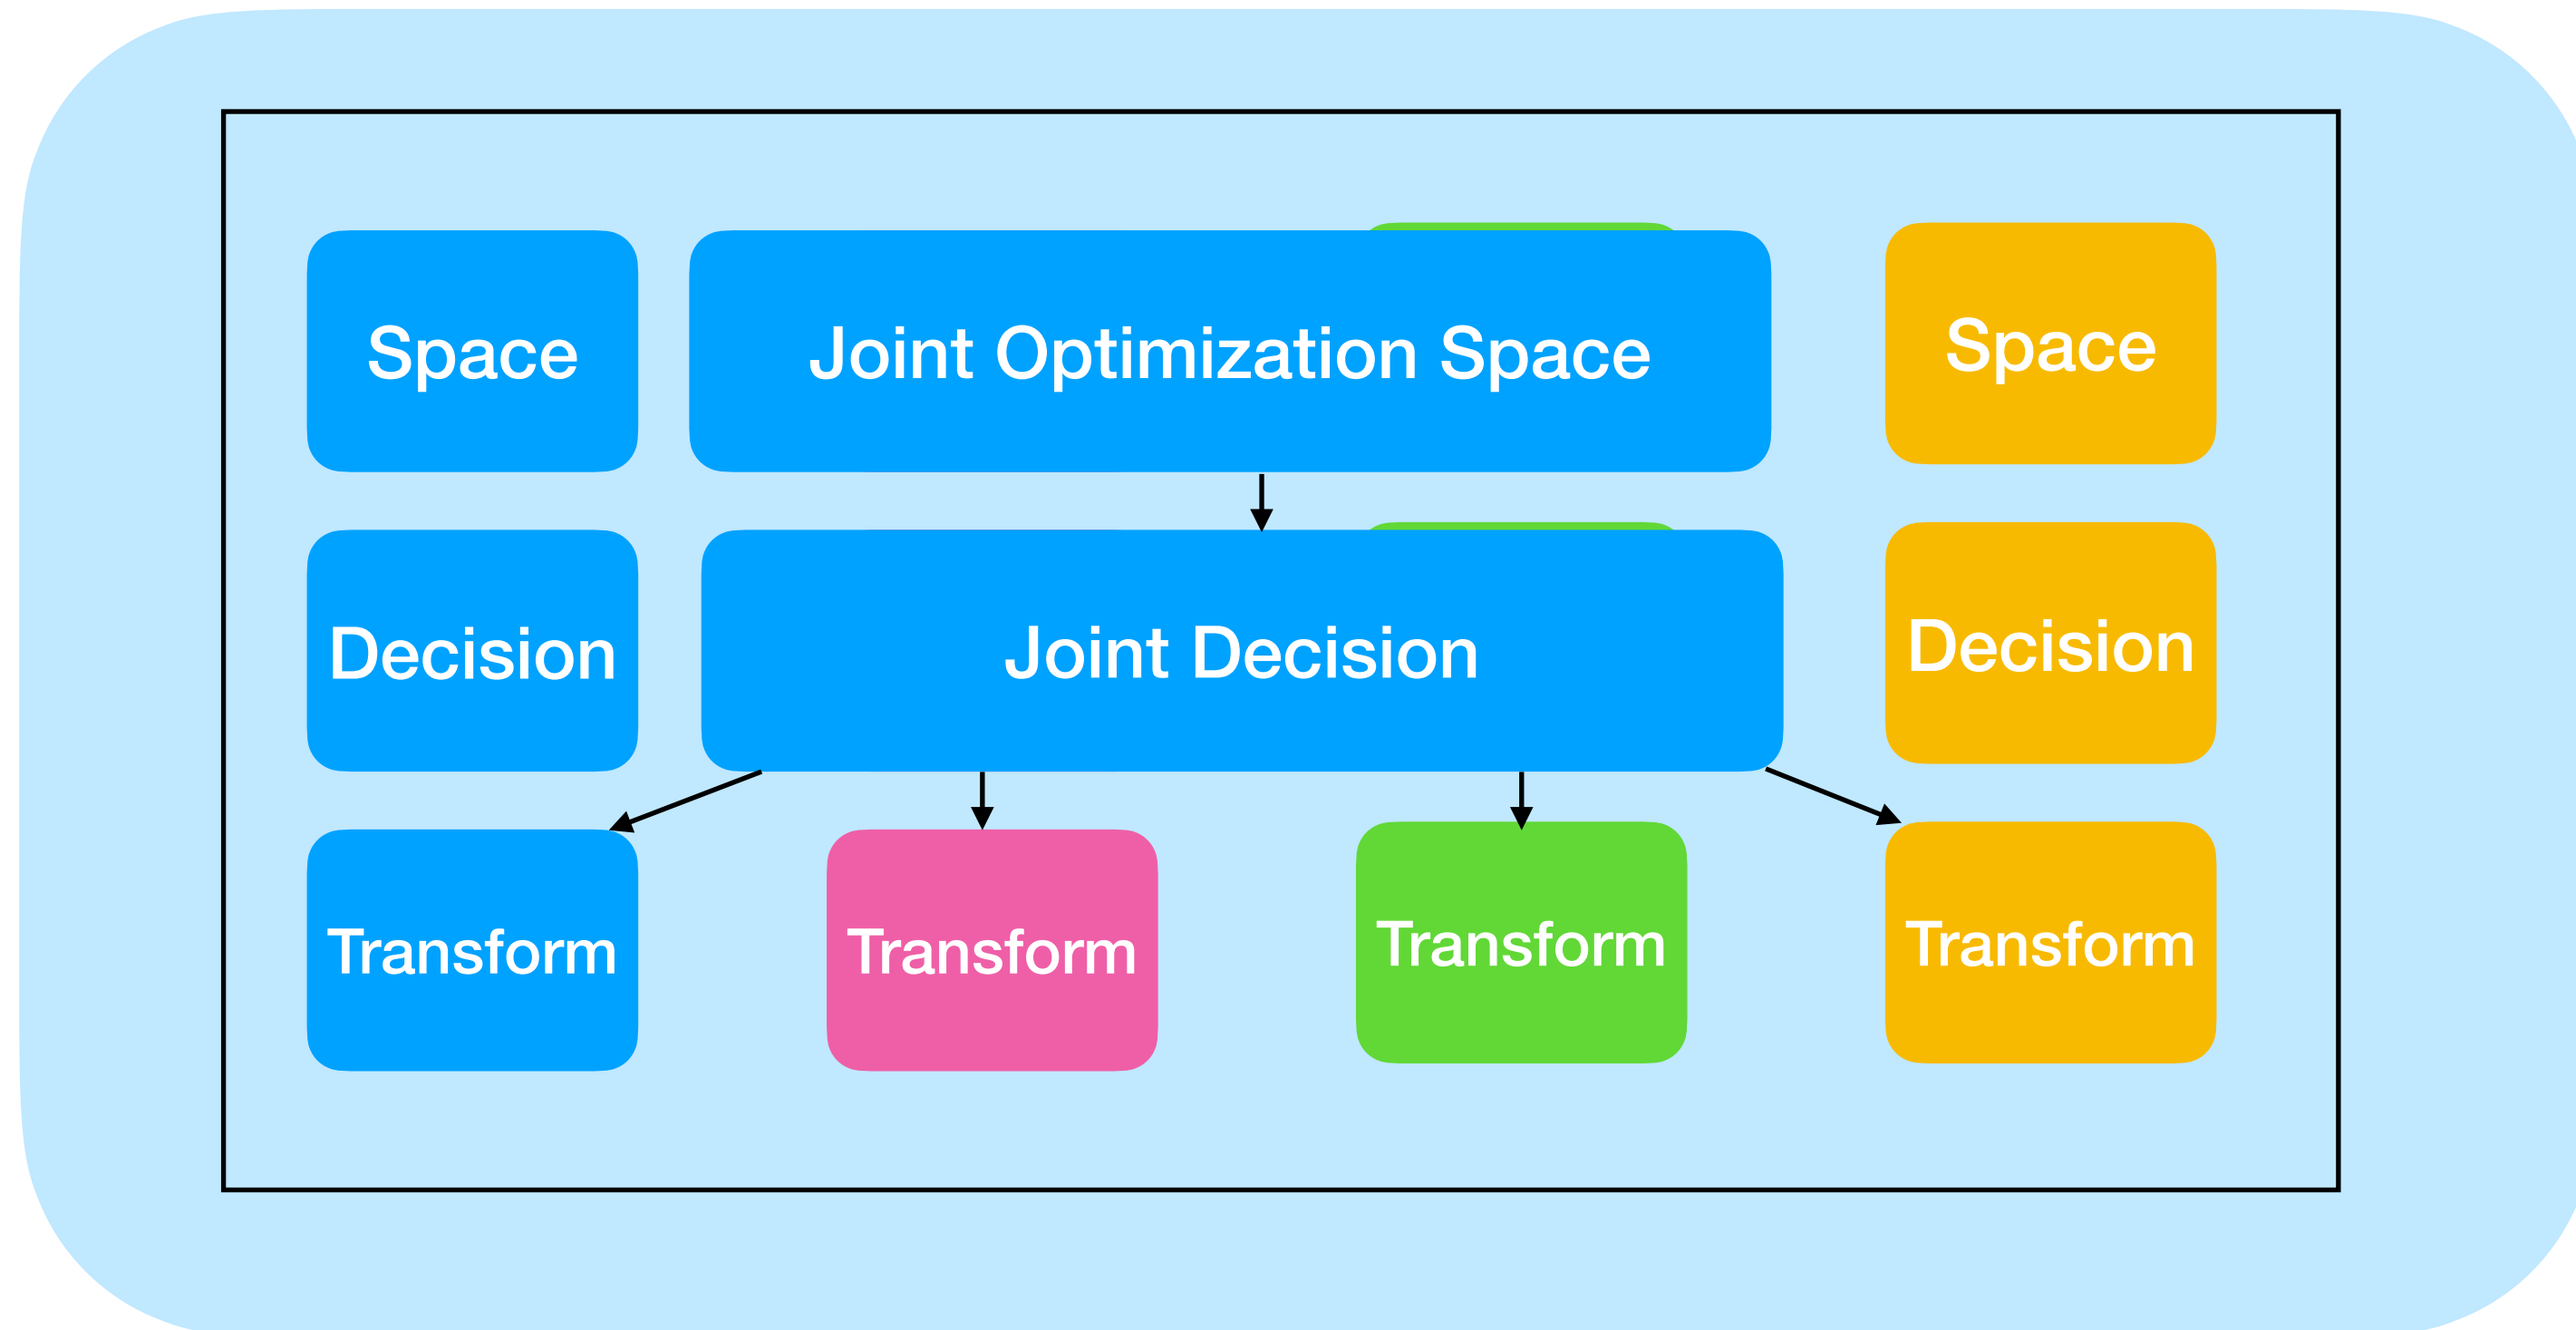 Space
Joint Optimization Space
Space
Decision
Joint Decision
Decision
Transform
Transform
Transform
Transform